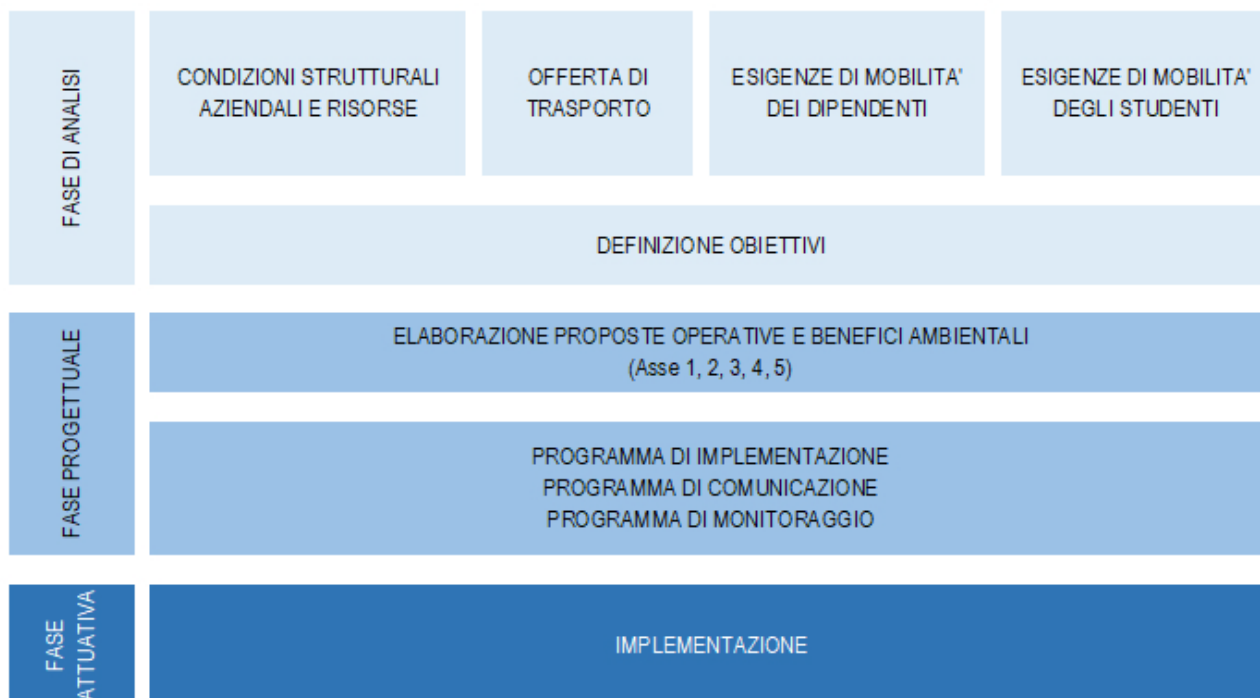 FASE DI ANALISI
CONDIZIONI STRUTTURALI
AZIENDALI E RISORSE
OFFERTA DI
TRASPORTO
ESIGENZE DI MOBILITA'
DEI DIPENDENTI
ESIGENZE DI MOBILITA'
DEGLI STUDENTI
DEFINIZIONE OBIETTIVI
FASE PROGETTUALE
ELABORAZIONE PROPOSTE OPERATIVE E BENEFICI AMBIENTALI
(Asse 1, 2, 3, 4, 5)
PROGRAMMA DI IMPLEMENTAZIONE
PROGRAMMA DI COMUNICAZIONE
PROGRAMMA DI MONITORAGGIO
FASE
ATTUATIVA
IMPLEMENTAZIONE